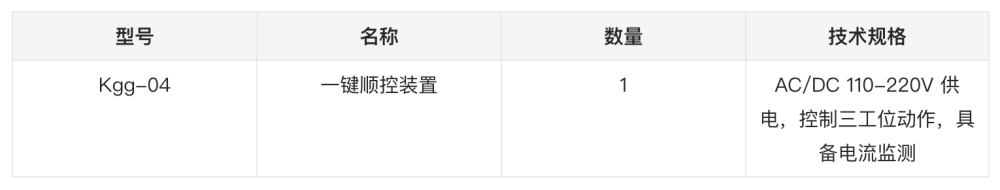 型号 名称 数量 技术规格
Kgg-04 一键顺控装置 1 AC/DC 110-220V 供
电，控制三工位动作，具
备电流监测